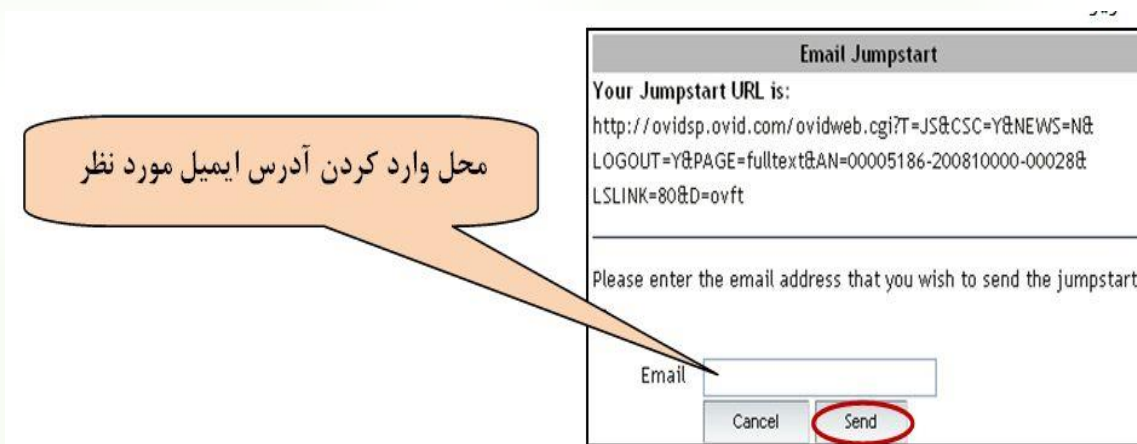 Email Jumpstart
Your Jumpstart URL is:
http://ovidsp.ovid.com/ovidweb.cgi?T=JS&CSC=Y&NEWS=N&
LOGOUT=Y&PAGE=fulltext&AN=00005186-200810000-00028&
LSLINK=80&D=ovft
محل وارد کردن آدرس ایمیل مورد نظر
Please enter the email address that you wish to send the jumpstart
Email
Cancel Send